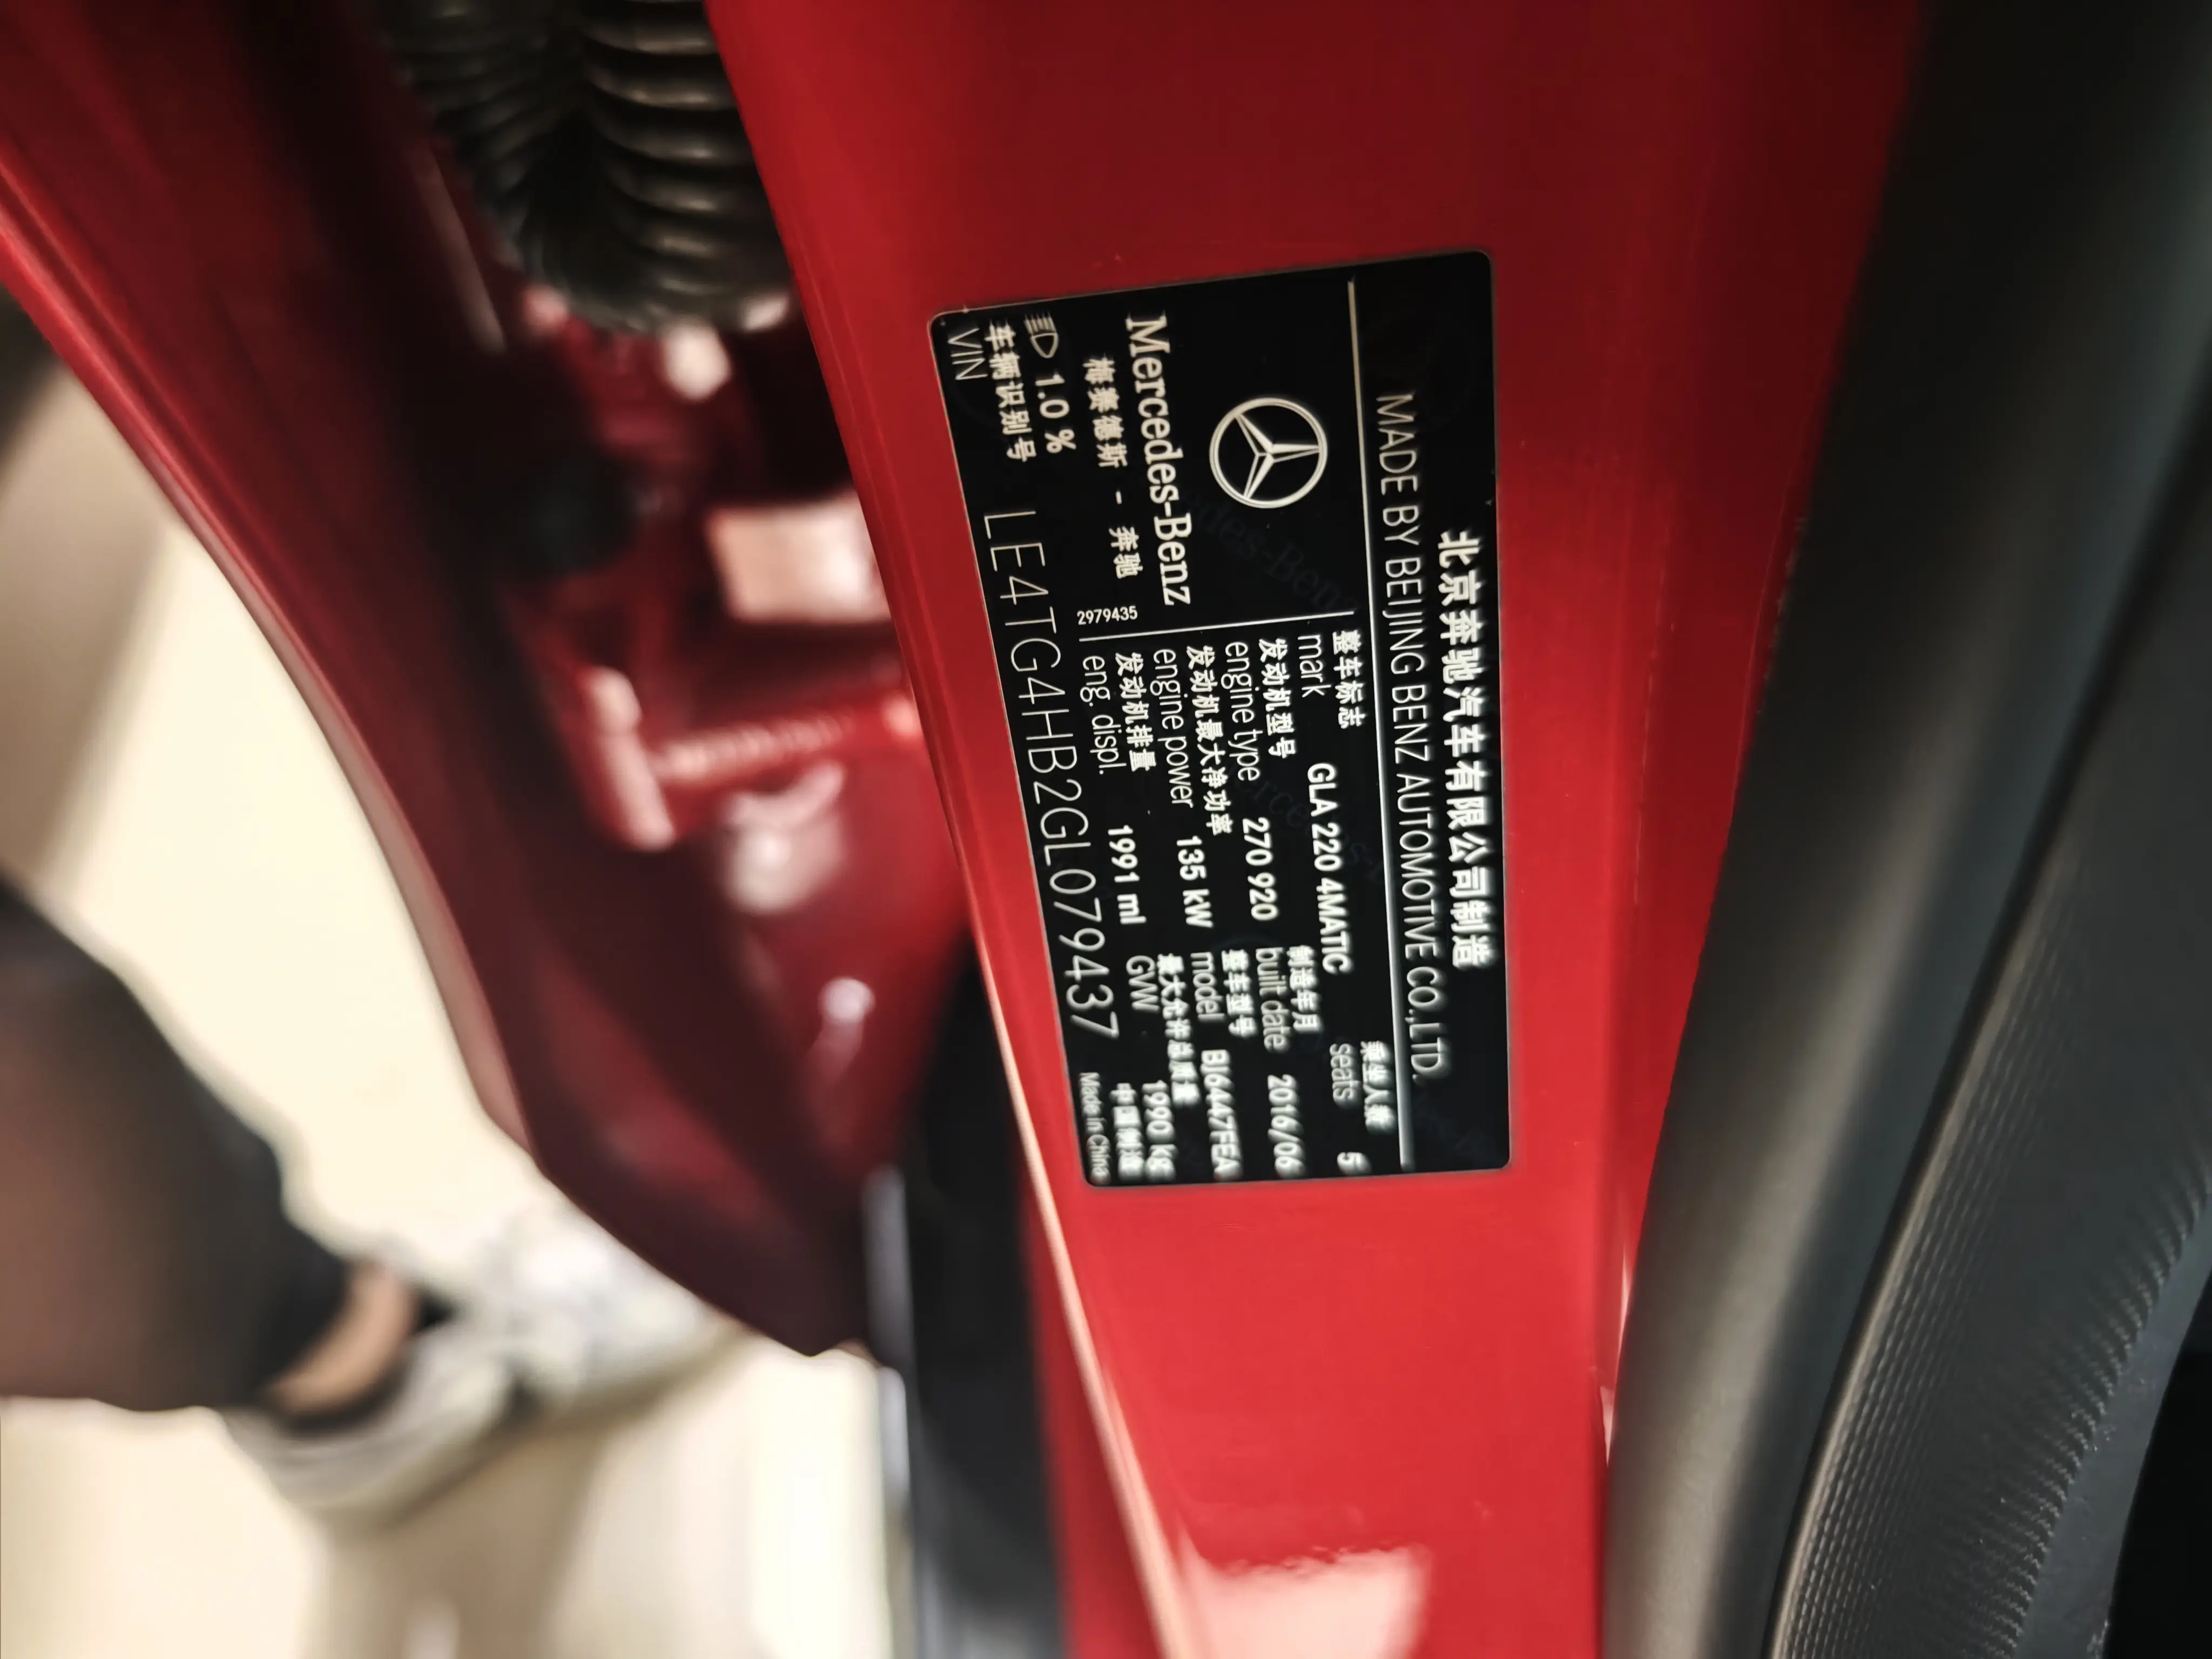 北京奔驰汽车有限公司制造
MADE BY BEIJING BENZ AUTOMOTIVE CO.,LTD.
Mercedes-Benz
梅赛德斯 - 奔驰
2979435
整车标志
mark GLA 220 4MATIC
乘坐人数
seats 5
发动机型号
engine type 270 920
制造年月
built date 2016/06
发动机最大净功率
engine power 135 kW
整车型号
model BJ6447FEA
发动机排量
eng. displ. 1991 ml
最大允许总质量
GVW 1990 kg
1.0 %
车辆识别号
VIN LE4TG4HB2GL079437
中国制造
Made in China